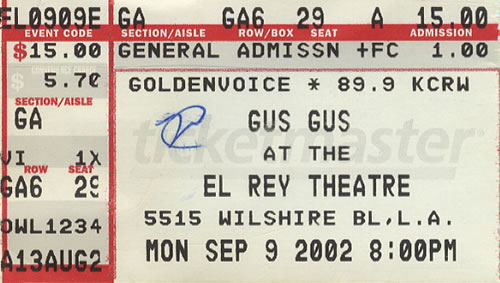 EL0909E GA GA6 29 A 15.00
EVENT CODE SECTION/AISLE ROW/BOX SEAT ADMISSION
$15.00 GENERAL ADMISSN +FC 1.00
$ 5.70 GOLDENVOICE * 89.9 KCRW
SECTION/AISLE
GA GUS GUS
ticketmaster
VI 1X AT THE
ROW SEAT
GA6 29 EL REY THEATRE
OWL1234 5515 WILSHIRE BL,L.A.
A13AUG2 MON SEP 9 2002 8:00PM